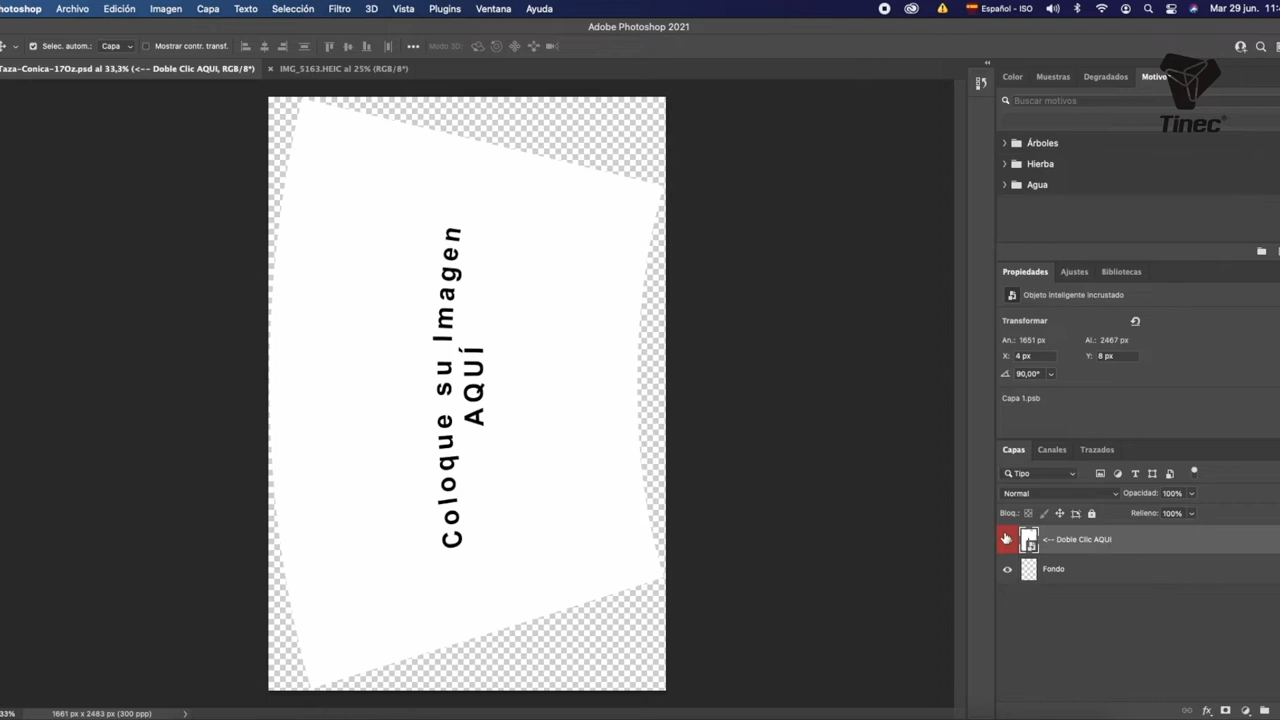 Photoshop Archivo Edición Imagen Capa Texto Selección Filtro 3D Vista Plugins Ventana Ayuda Español - ISO Mar 29 jun.
Adobe Photoshop 2021
Selec. autom.: Capa Mostrar contr. transf. Modo 3D:
Taza-Conica-17Oz.psd al 33,3% (<-- Doble Clic AQUI, RGB/8*) × IMG_5163.HEIC al 25% (RGB/8*)
Color Muestras Degradados Motivo
Buscar motivos
Tinec
Árboles
Hierba
Agua
Coloque su Imagen
AQUÍ
Propiedades Ajustes Bibliotecas
Objeto inteligente incrustado
Transformar
An.: 1651 px Al.: 2467 px
X: 4 px Y: 8 px
90,00°
Capa 1.psb
Capas Canales Trazados
Tipo
Normal Opacidad: 100%
Bloq.: Relleno: 100%
<-- Doble Clic AQUI
Fondo
33% 1661 px x 2483 px (300 ppp)